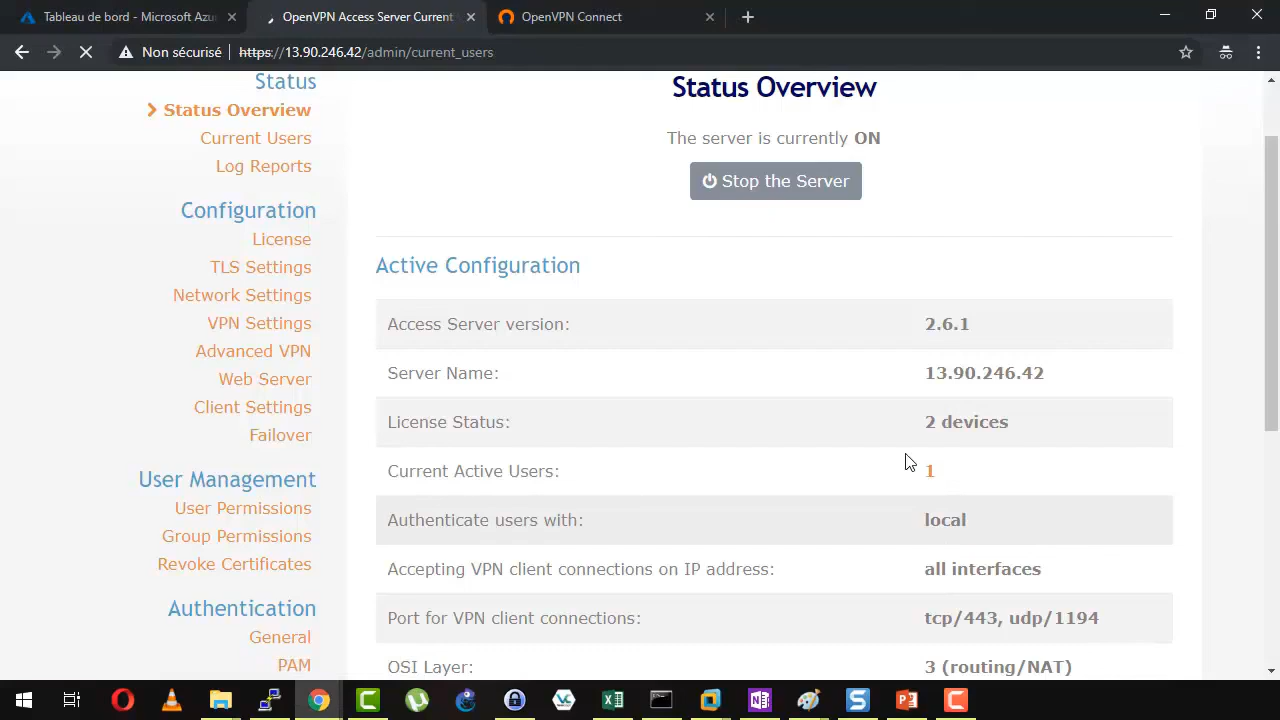 Tableau de bord - Microsoft Azu
OpenVPN Access Server Current
OpenVPN Connect
Non sécurisé
https://13.90.246.42/admin/current_users
Status
Status Overview
Current Users
Log Reports
Configuration
License
TLS Settings
Network Settings
VPN Settings
Advanced VPN
Web Server
Client Settings
Failover
User Management
User Permissions
Group Permissions
Revoke Certificates
Authentication
General
PAM
Status Overview
The server is currently ON
Stop the Server
Active Configuration
Access Server version: 2.6.1
Server Name: 13.90.246.42
License Status: 2 devices
Current Active Users: 1
Authenticate users with: local
Accepting VPN client connections on IP address: all interfaces
Port for VPN client connections: tcp/443, udp/1194
OSI Layer: 3 (routing/NAT)